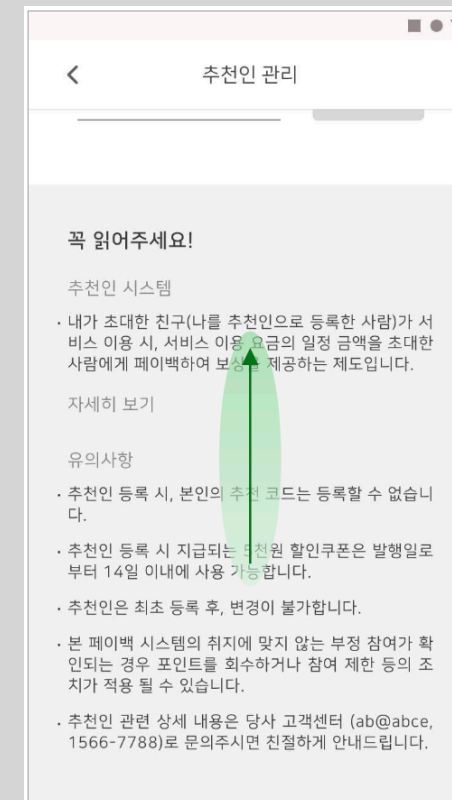 추천인 관리
꼭 읽어주세요!
추천인 시스템
· 내가 초대한 친구(나를 추천인으로 등록한 사람)가 서
비스 이용 시, 서비스 이용 요금의 일정 금액을 초대한
사람에게 페이백하여 보상을 제공하는 제도입니다.
자세히 보기
유의사항
· 추천인 등록 시, 본인의 추천 코드는 등록할 수 없습니
다.
· 추천인 등록 시 지급되는 5천원 할인쿠폰은 발행일로
부터 14일 이내에 사용 가능합니다.
· 추천인은 최초 등록 후, 변경이 불가합니다.
· 본 페이백 시스템의 취지에 맞지 않는 부정 참여가 확
인되는 경우 포인트를 회수하거나 참여 제한 등의 조
치가 적용 될 수 있습니다.
· 추천인 관련 상세 내용은 당사 고객센터 (ab@abce,
1566-7788)로 문의주시면 친절하게 안내드립니다.